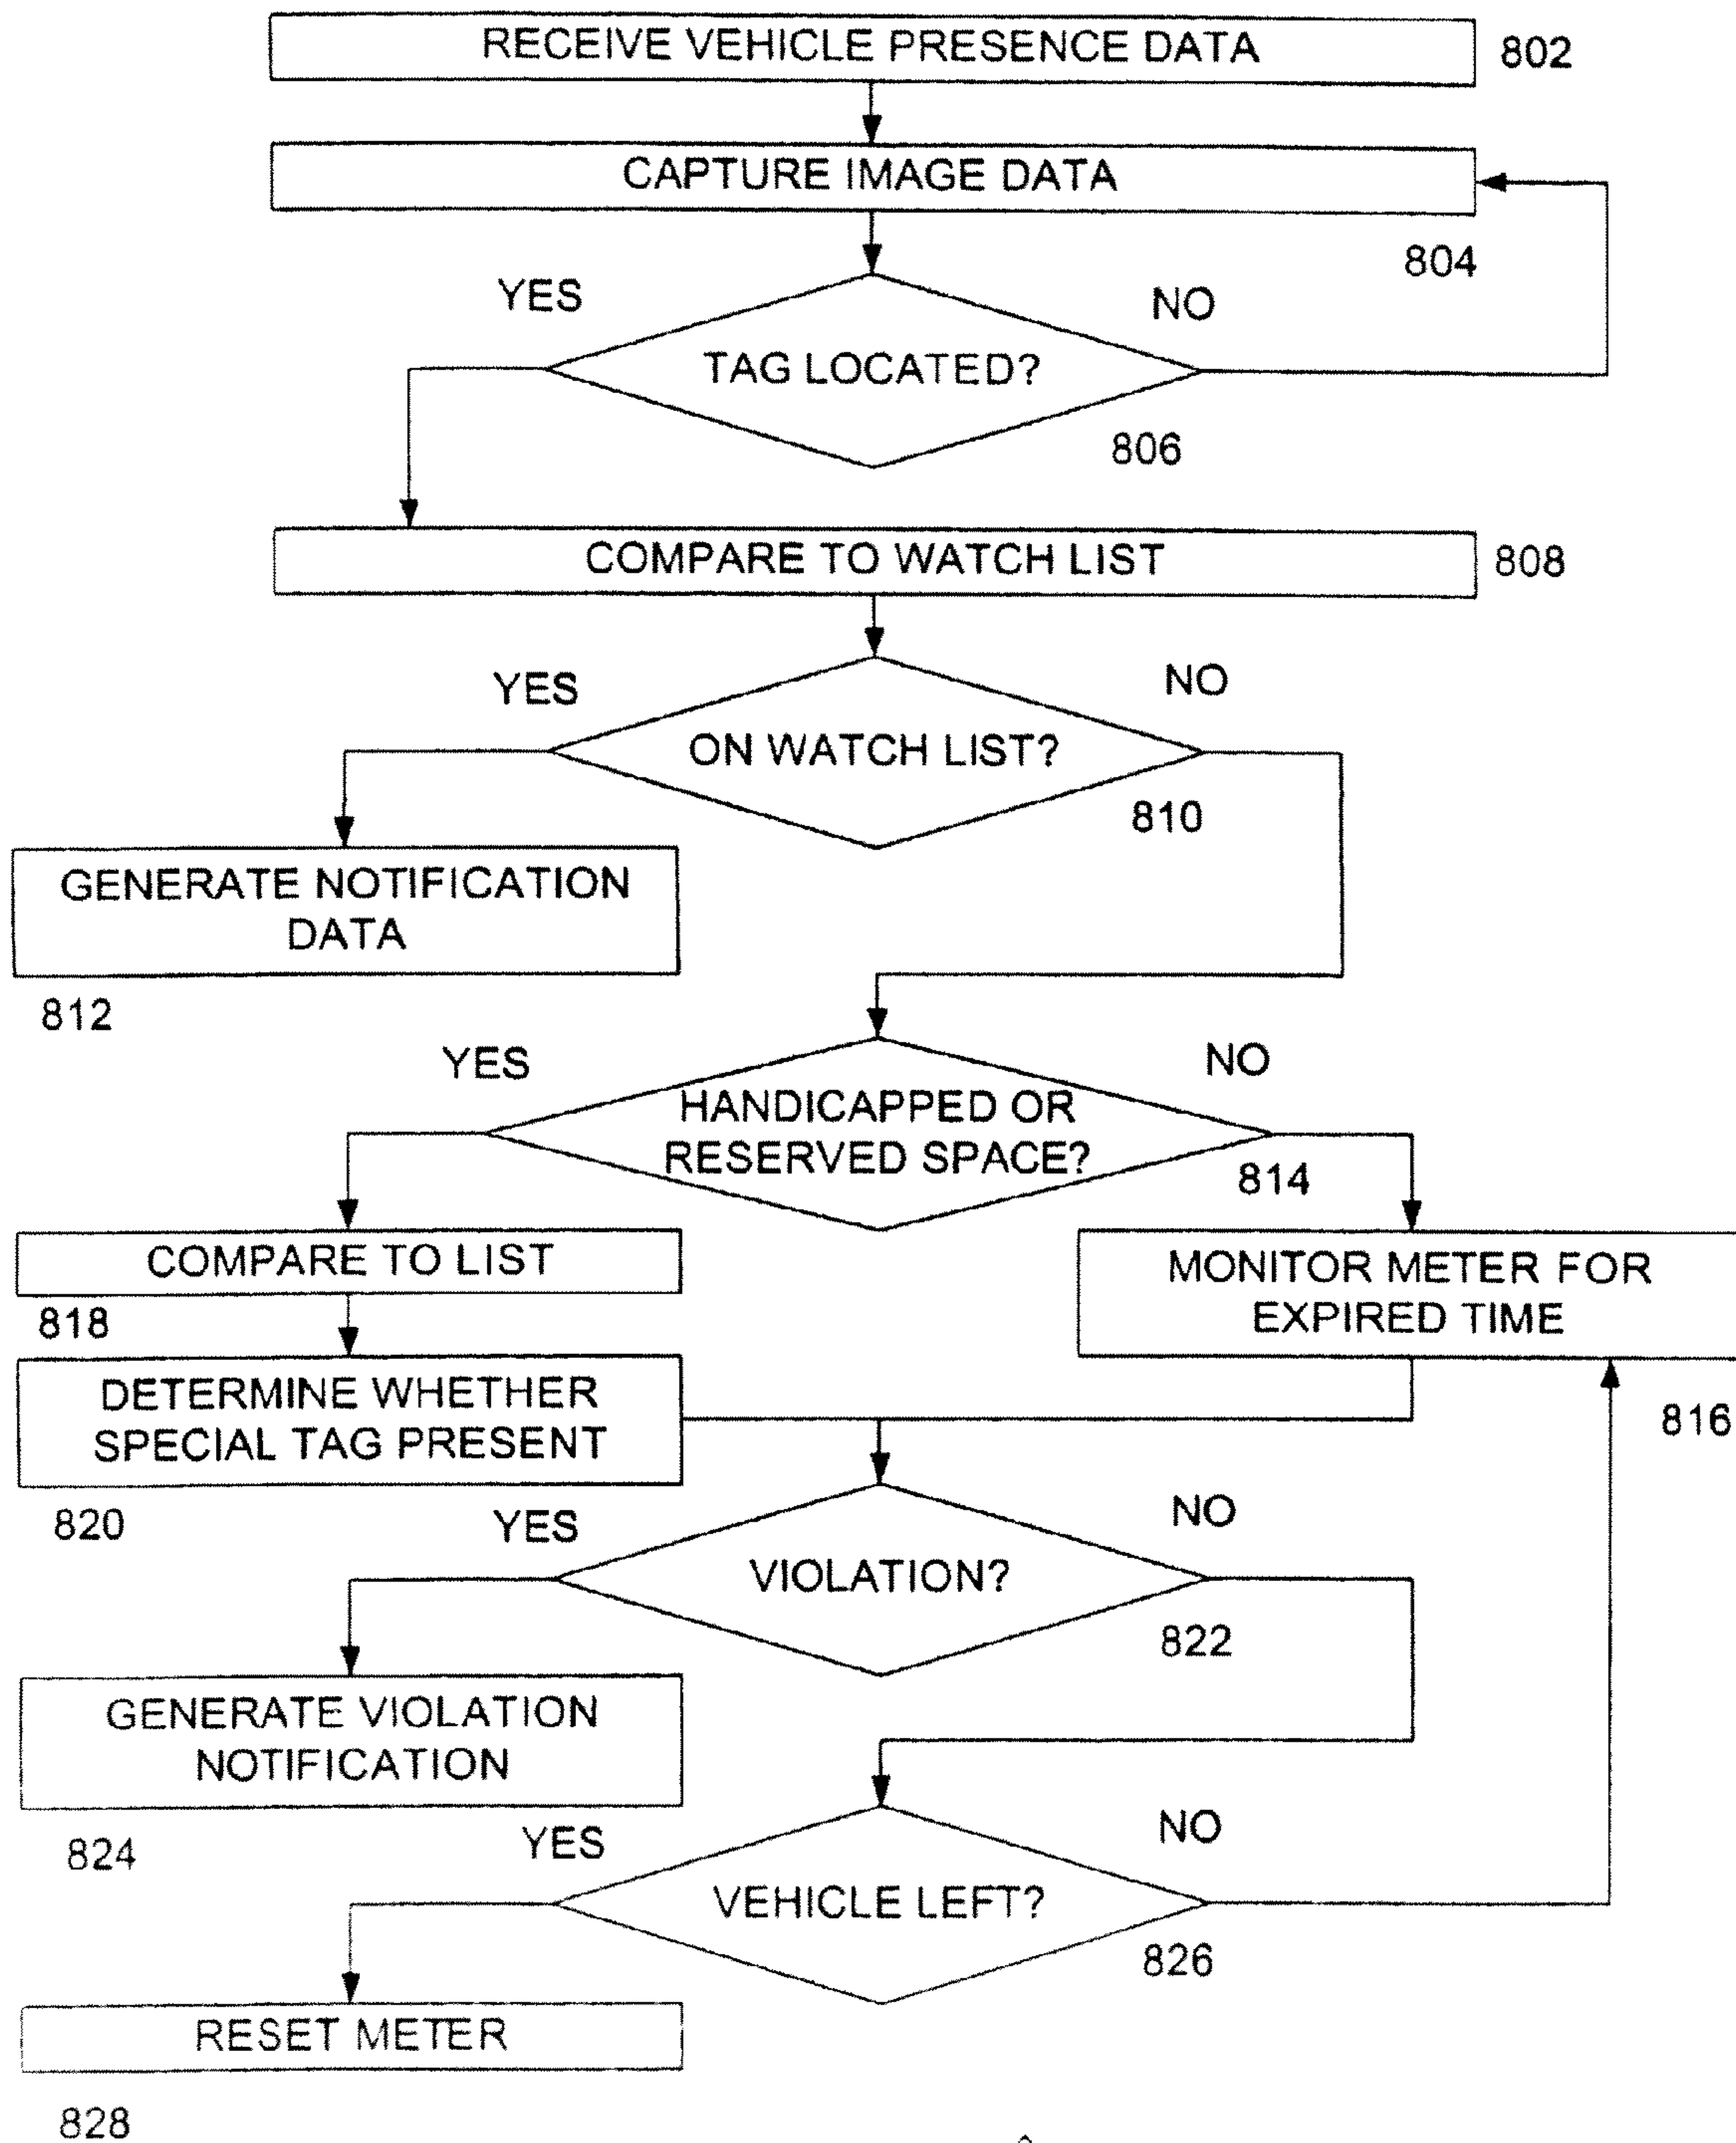 RECEIVE VEHICLE PRESENCE DATA
802
CAPTURE IMAGE DATA
804
YES
NO
TAG LOCATED?
806
COMPARE TO WATCH LIST
808
YES
NO
ON WATCH LIST?
810
GENERATE NOTIFICATION
DATA
812
YES
NO
HANDICAPPED OR
RESERVED SPACE?
814
COMPARE TO LIST
818
MONITOR METER FOR
EXPIRED TIME
816
DETERMINE WHETHER
SPECIAL TAG PRESENT
820
YES
NO
VIOLATION?
822
GENERATE VIOLATION
NOTIFICATION
824
YES
NO
VEHICLE LEFT?
826
RESET METER
828